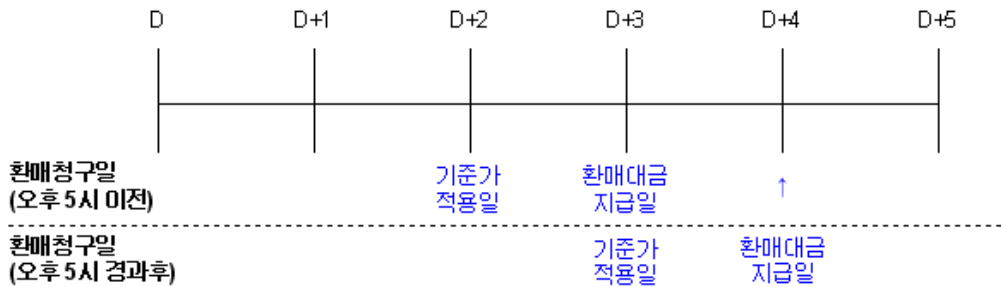 D D+1 D+2 D+3 D+4 D+5
환매청구일 기준가 환매대금 ↑
(오후 5시 이전) 적용일 지급일
환매청구일 기준가 환매대금
(오후 5시 경과후) 적용일 지급일